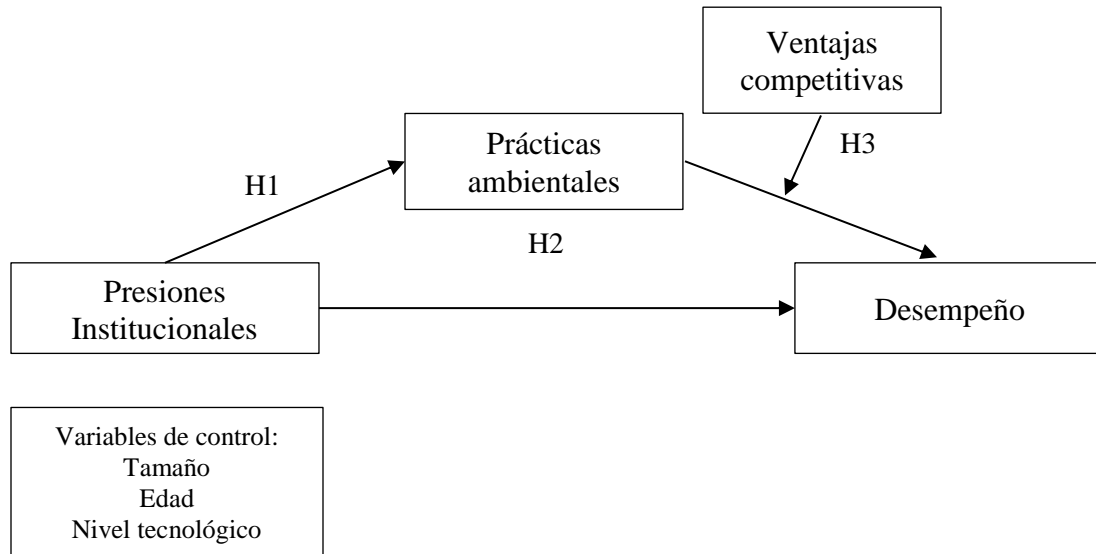 Ventajas
competitivas
Prácticas
ambientales
H3
H1
H2
Presiones
Institucionales
Desempeño
Variables de control:
Tamaño
Edad
Nivel tecnológico